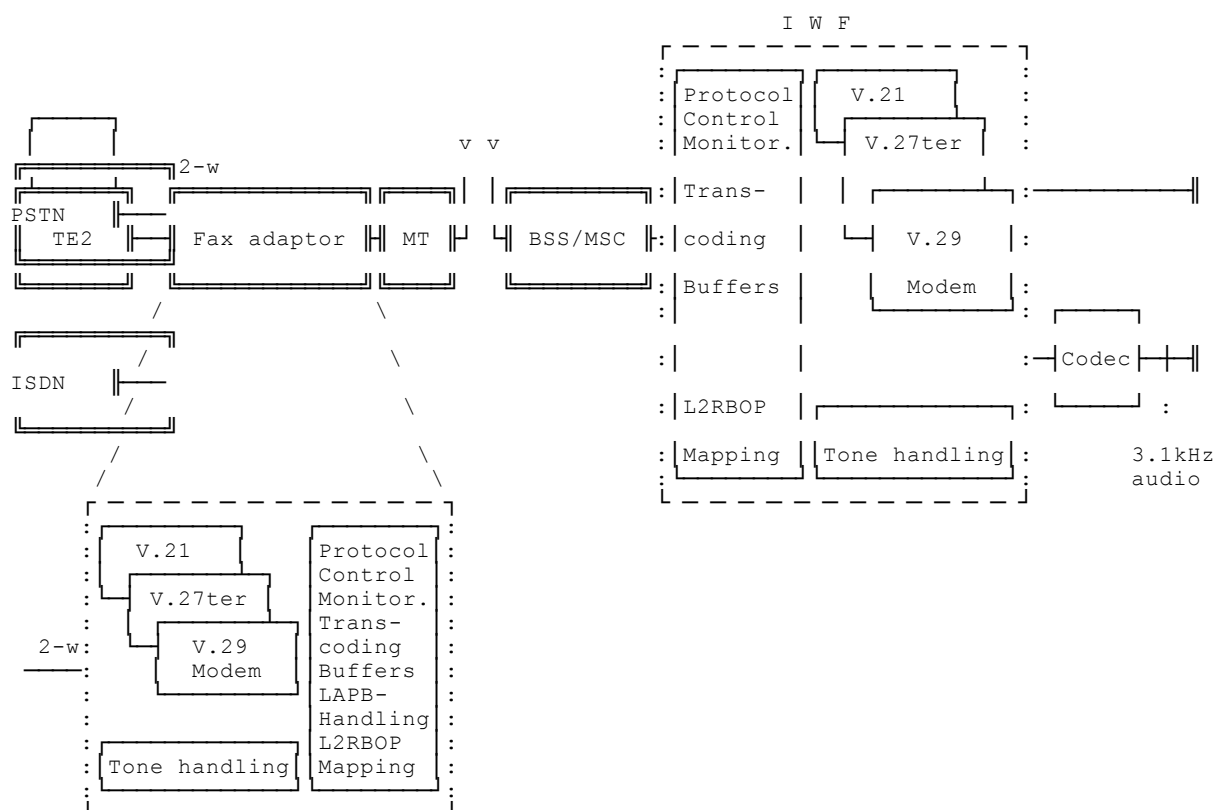 I W F
Protocol V.21
Control
Monitor. V.27ter
v v
2-w
Trans-
PSTN
TE2 Fax adaptor MT BSS/MSC coding V.29
Buffers Modem
Codec
ISDN
L2RBOP
Mapping Tone handling 3.1kHz
audio
V.21 Protocol
Control
V.27ter Monitor.
Trans-
2-w V.29 coding
Modem Buffers
LAPB-
Handling
L2RBOP
Tone handling Mapping